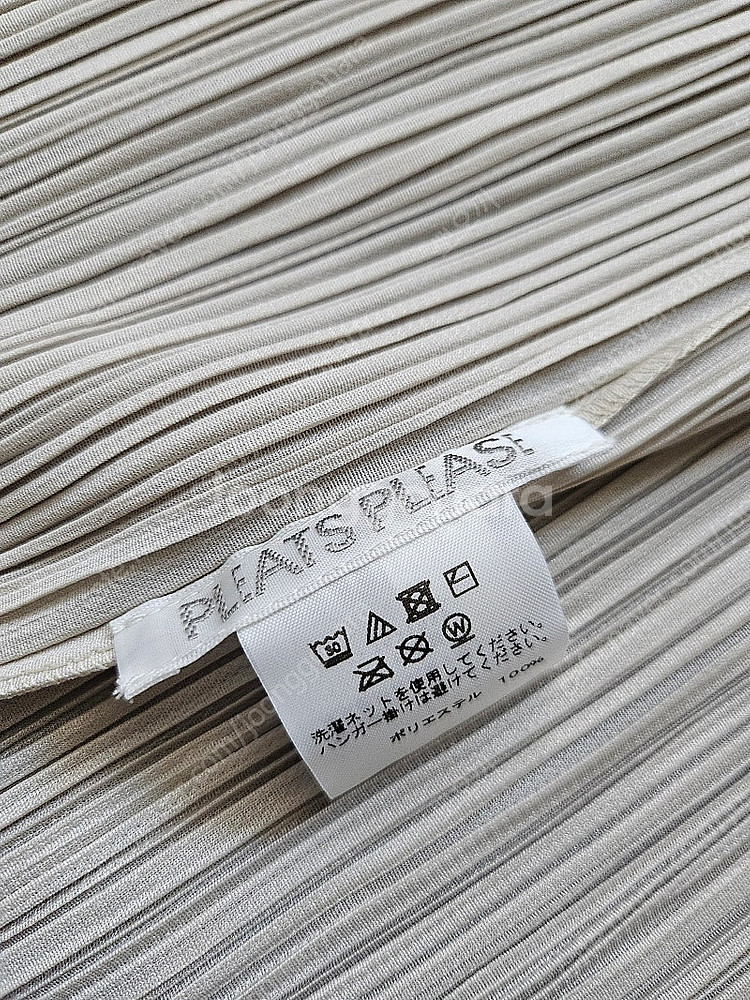 PLEATS PLEASE
30
W
洗濯ネットを使用してください。
ハンガー掛けは避けてください。
ポリエステル 100%